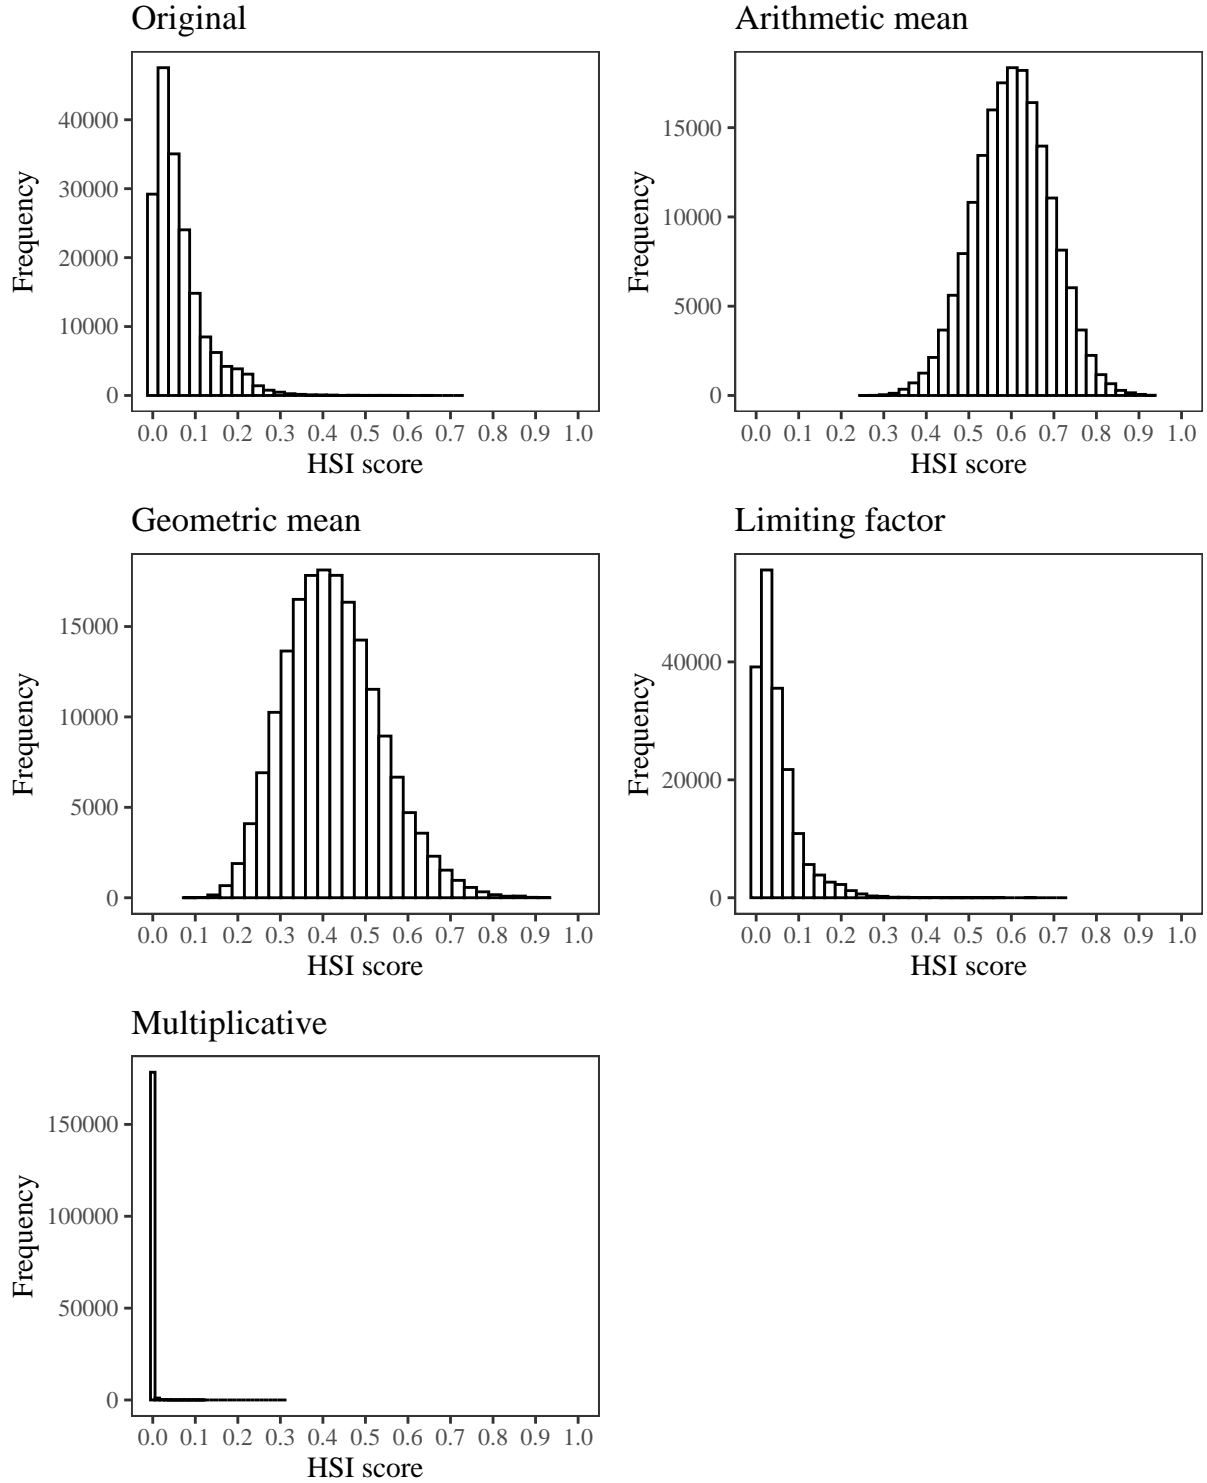 Original
Frequency
40000
30000
20000
10000
0
0.0 0.1 0.2 0.3 0.4 0.5 0.6 0.7 0.8 0.9 1.0
HSI score
Arithmetic mean
Frequency
15000
10000
5000
0
0.0 0.1 0.2 0.3 0.4 0.5 0.6 0.7 0.8 0.9 1.0
HSI score
Geometric mean
Frequency
15000
10000
5000
0
0.0 0.1 0.2 0.3 0.4 0.5 0.6 0.7 0.8 0.9 1.0
HSI score
Limiting factor
Frequency
40000
20000
0
0.0 0.1 0.2 0.3 0.4 0.5 0.6 0.7 0.8 0.9 1.0
HSI score
Multiplicative
Frequency
150000
100000
50000
0
0.0 0.1 0.2 0.3 0.4 0.5 0.6 0.7 0.8 0.9 1.0
HSI score